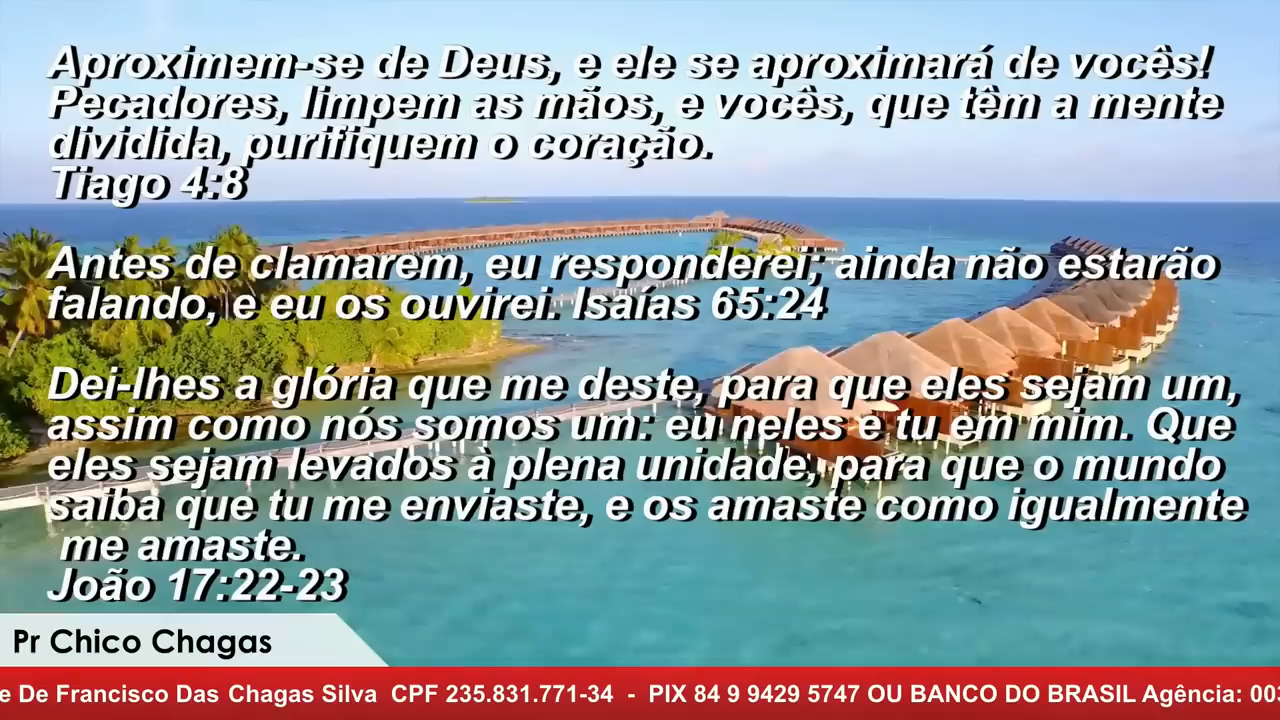 Aproximem-se de Deus, e ele se aproximará de vocês!
Pecadores, limpem as mãos, e vocês, que têm a mente
dividida, purifiquem o coração.
Tiago 4:8
Antes de clamarem, eu responderei; ainda não estarão
falando, e eu os ouvirei. Isaías 65:24
Dei-lhes a glória que me deste, para que eles sejam um,
assim como nós somos um: eu neles e tu em mim. Que
eles sejam levados à plena unidade, para que o mundo
saiba que tu me enviaste, e os amaste como igualmente
me amaste.
João 17:22-23
Pr Chico Chagas
e De Francisco Das Chagas Silva CPF 235.831.771-34 - PIX 84 9 9429 5747 OU BANCO DO BRASIL Agência: 003